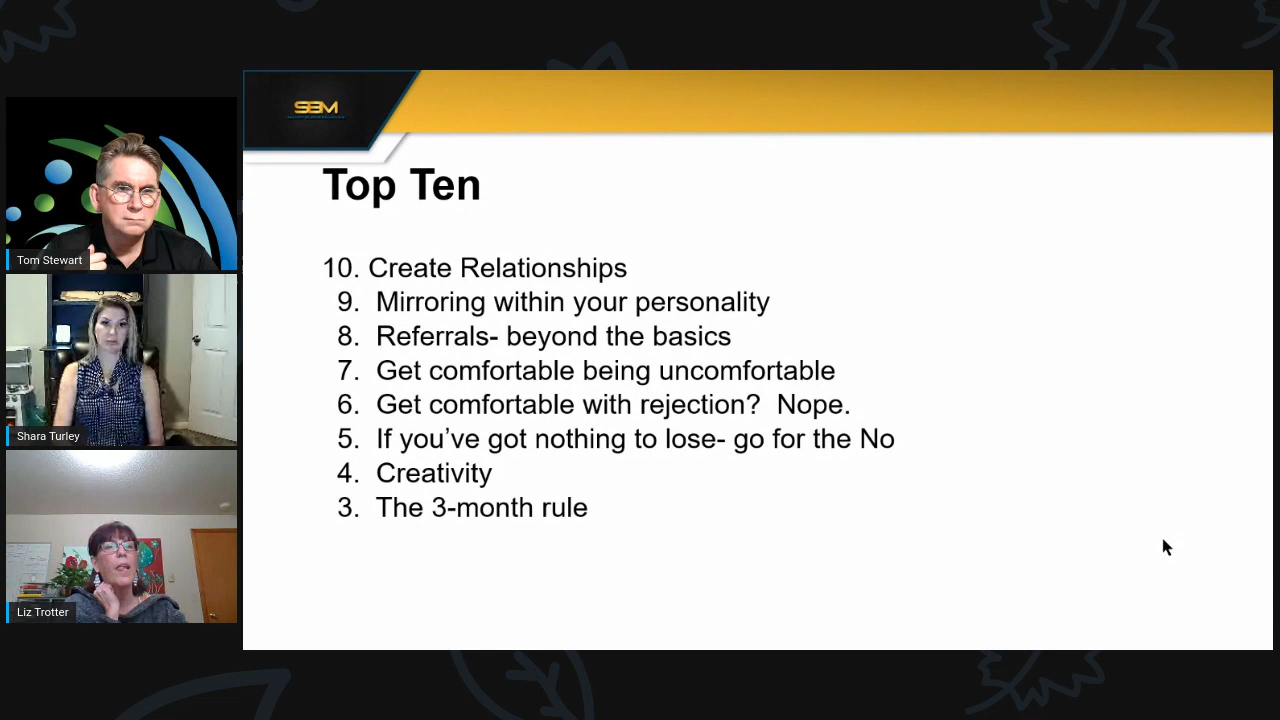 SBM
Top Ten
10. Create Relationships
9. Mirroring within your personality
8. Referrals- beyond the basics
7. Get comfortable being uncomfortable
6. Get comfortable with rejection? Nope.
5. If you’ve got nothing to lose- go for the No
4. Creativity
3. The 3-month rule
Tom Stewart
Shara Turley
Liz Trotter